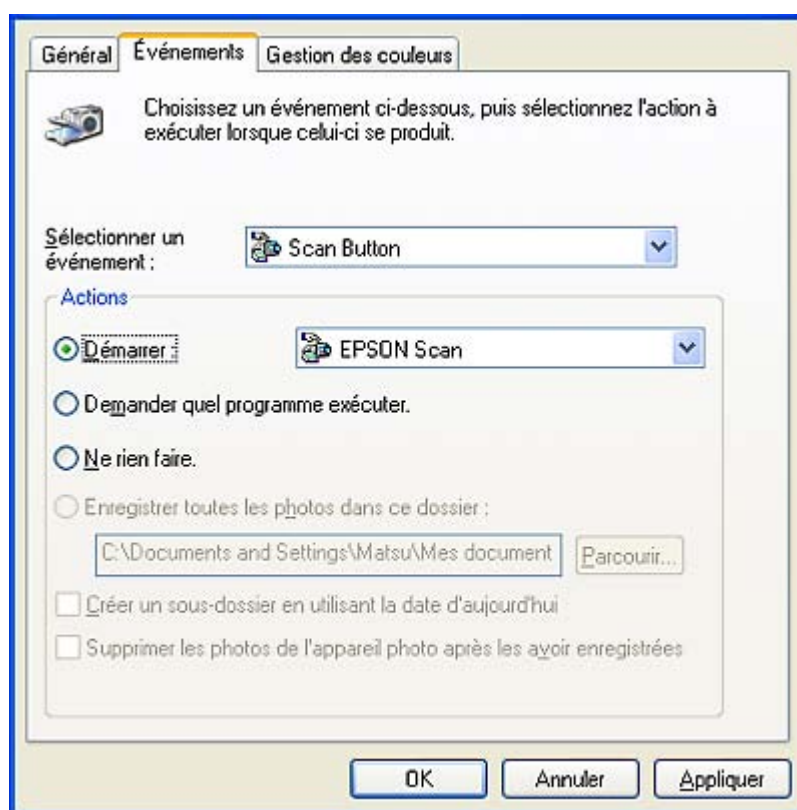 Général Événements Gestion des couleurs
Choisissez un événement ci-dessous, puis sélectionnez l'action à
exécuter lorsque celui-ci se produit.
Sélectionner un
événement :
Scan Button
Actions
Démarrer :
EPSON Scan
Demander quel programme exécuter.
Ne rien faire.
Enregistrer toutes les photos dans ce dossier :
C:\Documents and Settings\Matsu\Mes document
Parcourir...
Créer un sous-dossier en utilisant la date d'aujourd'hui
Supprimer les photos de l'appareil photo après les avoir enregistrées
OK Annuler Appliquer